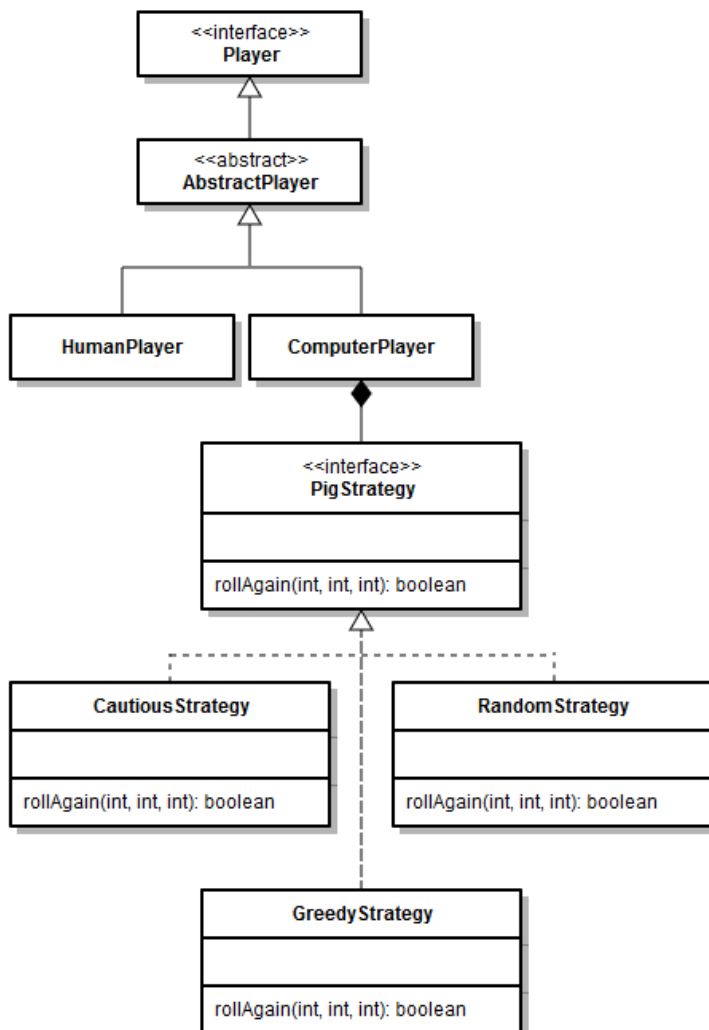 <<interface>>
Player
<<abstract>>
AbstractPlayer
HumanPlayer
ComputerPlayer
<<interface>>
PigStrategy
rollAgain(int, int, int): boolean
CautiousStrategy
rollAgain(int, int, int): boolean
RandomStrategy
rollAgain(int, int, int): boolean
GreedyStrategy
rollAgain(int, int, int): boolean